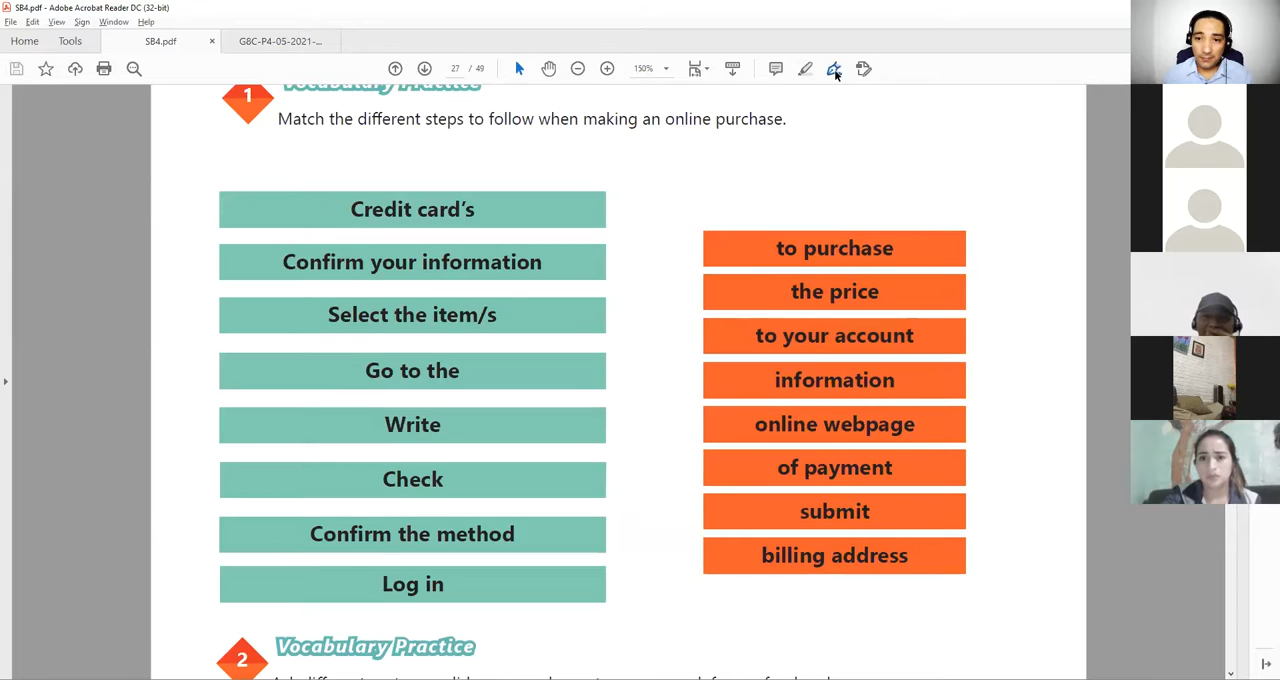 SB4.pdf - Adobe Acrobat Reader DC (32-bit)
File Edit View Sign Window Help
Home Tools SB4.pdf × GBC-P4-05-2021-...
27 / 49 150%
1 Vocabulary Practice
Match the different steps to follow when making an online purchase.
Credit card's
Confirm your information
Select the item/s
Go to the
Write
Check
Confirm the method
Log in
to purchase
the price
to your account
information
online webpage
of payment
submit
billing address
2 Vocabulary Practice